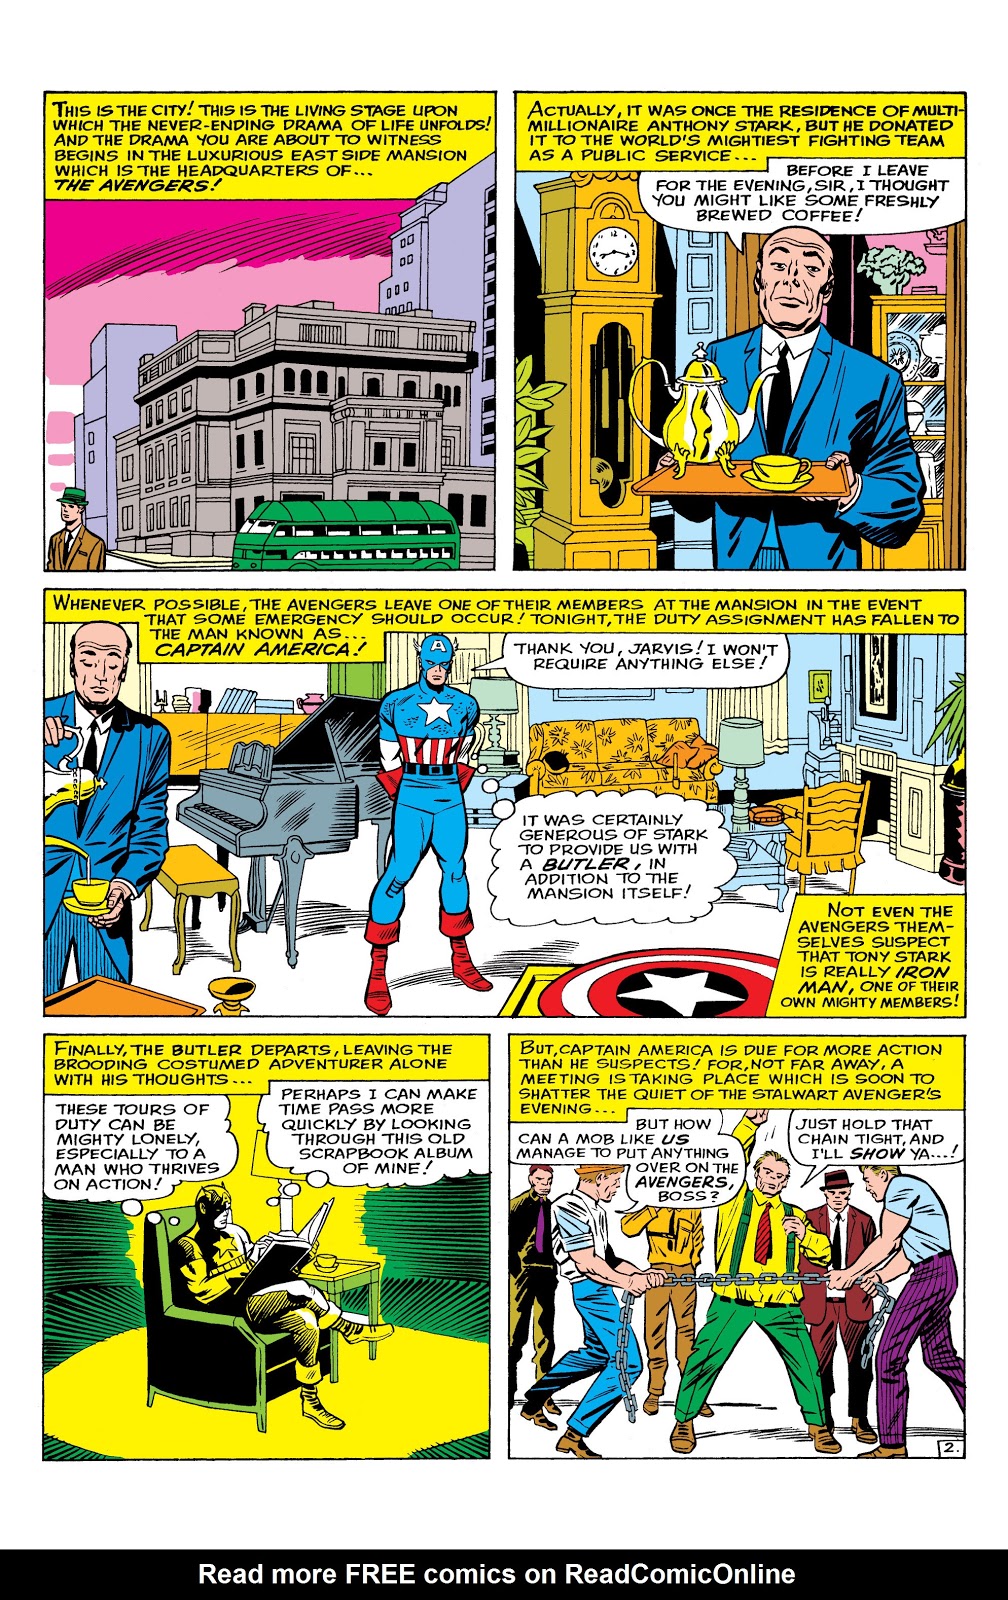 THIS IS THE CITY! THIS IS THE LIVING STAGE UPON
WHICH THE NEVER-ENDING DRAMA OF LIFE UNFOLDS!
AND THE DRAMA YOU ARE ABOUT TO WITNESS
BEGINS IN THE LUXURIOUS EAST SIDE MANSION
WHICH IS THE HEADQUARTERS OF...
THE AVENGERS!
ACTUALLY, IT WAS ONCE THE RESIDENCE OF MULTI-
MILLIONAIRE ANTHONY STARK, BUT HE DONATED
IT TO THE WORLD'S MIGHTIEST FIGHTING TEAM
AS A PUBLIC SERVICE...
BEFORE I LEAVE
FOR THE EVENING, SIR, I THOUGHT
YOU MIGHT LIKE SOME FRESHLY
BREWED COFFEE!
WHENEVER POSSIBLE, THE AVENGERS LEAVE ONE OF THEIR MEMBERS AT THE MANSION IN THE EVENT
THAT SOME EMERGENCY SHOULD OCCUR! TONIGHT, THE DUTY ASSIGNMENT HAS FALLEN TO
THE MAN KNOWN AS...
CAPTAIN AMERICA!
A
THANK YOU, JARVIS! I WON'T
REQUIRE ANYTHING ELSE!
IT WAS CERTAINLY
GENEROUS OF STARK
TO PROVIDE US WITH
A BUTLER, IN
ADDITION TO THE
MANSION ITSELF!
NOT EVEN THE
AVENGERS THEM-
SELVES SUSPECT
THAT TONY STARK
IS REALLY IRON
MAN, ONE OF THEIR
OWN MIGHTY MEMBERS!
FINALLY, THE BUTLER DEPARTS, LEAVING THE
BROODING COSTUMED ADVENTURER ALONE
WITH HIS THOUGHTS...
THESE TOURS OF
DUTY CAN BE
MIGHTY LONELY,
ESPECIALLY TO A
MAN WHO THRIVES
ON ACTION!
PERHAPS I CAN MAKE
TIME PASS MORE
QUICKLY BY LOOKING
THROUGH THIS OLD
SCRAPBOOK ALBUM
OF MINE!
BUT, CAPTAIN AMERICA IS DUE FOR MORE ACTION
THAN HE SUSPECTS! FOR, NOT FAR AWAY, A
MEETING IS TAKING PLACE WHICH IS SOON TO
SHATTER THE QUIET OF THE STALWART AVENGER'S
EVENING...
BUT HOW
CAN A MOB LIKE US
MANAGE TO PUT ANYTHING
OVER ON THE
AVENGERS,
BOSS?
JUST HOLD THAT
CHAIN TIGHT, AND
I'LL SHOW YA...!
2.
Read more FREE comics on ReadComicOnline